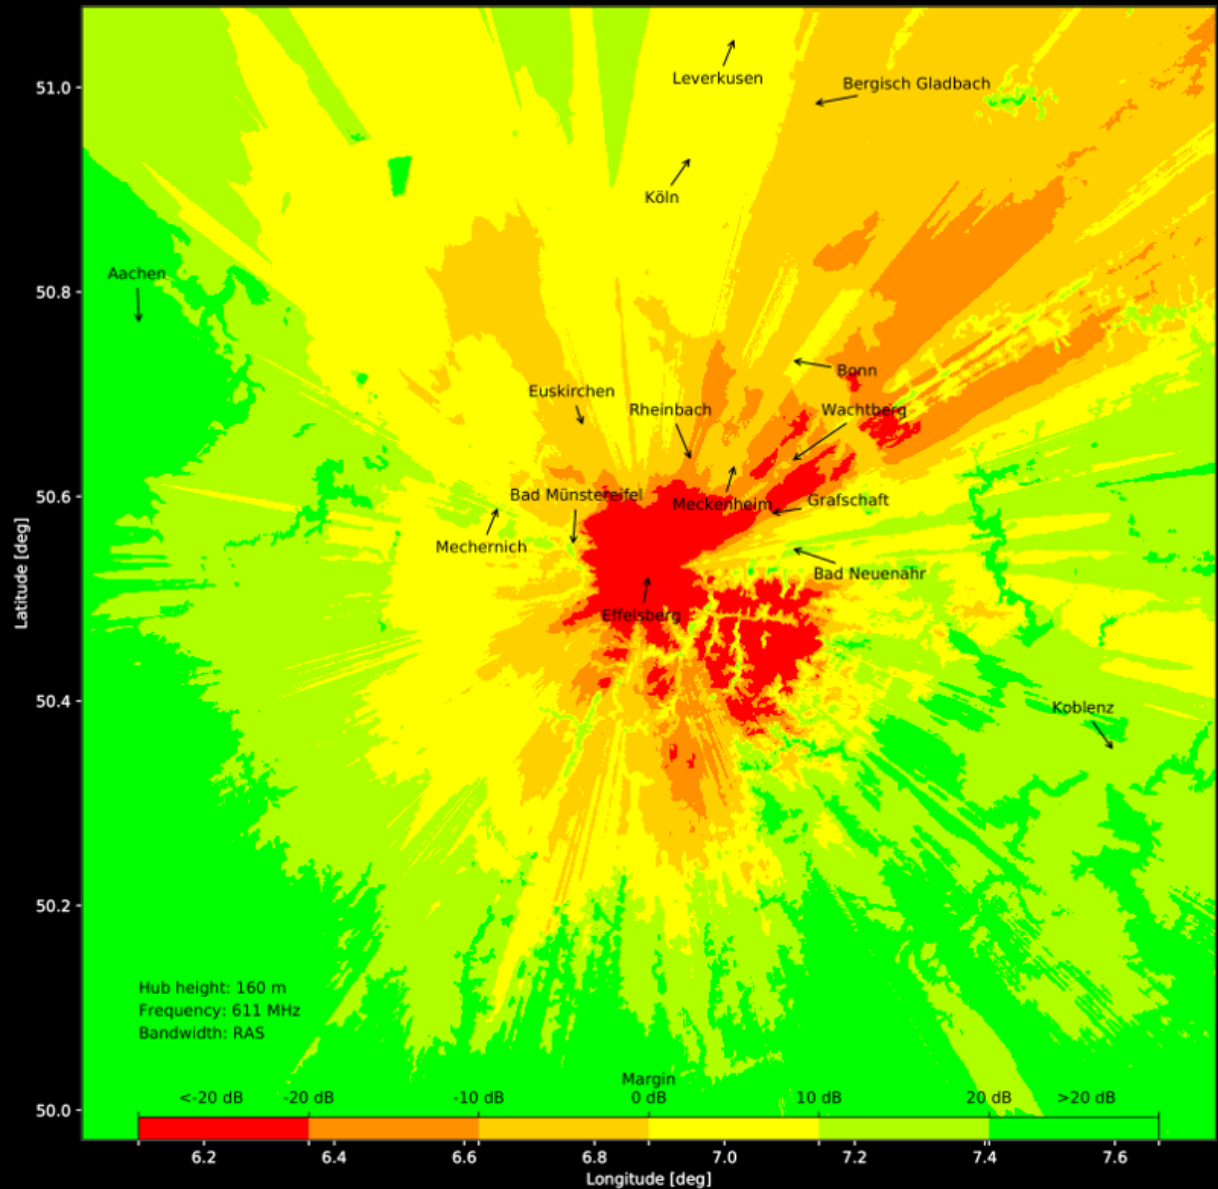 Leverkusen
Bergisch Gladbach
51.0
Köln
Aachen
50.8
Bonn
Euskirchen
Rheinbach
Wachtberg
50.6
Bad Münstereifel
Meckenheim
Grafschaft
Mechernich
Bad Neuenahr
Latitude [deg]
Effelsberg
50.4
Koblenz
50.2
Hub height: 160 m
Frequency: 611 MHz
Bandwidth: RAS
Margin
<-20 dB -20 dB -10 dB 0 dB 10 dB 20 dB >20 dB
50.0
6.2 6.4 6.6 6.8 7.0 7.2 7.4 7.6
Longitude [deg]